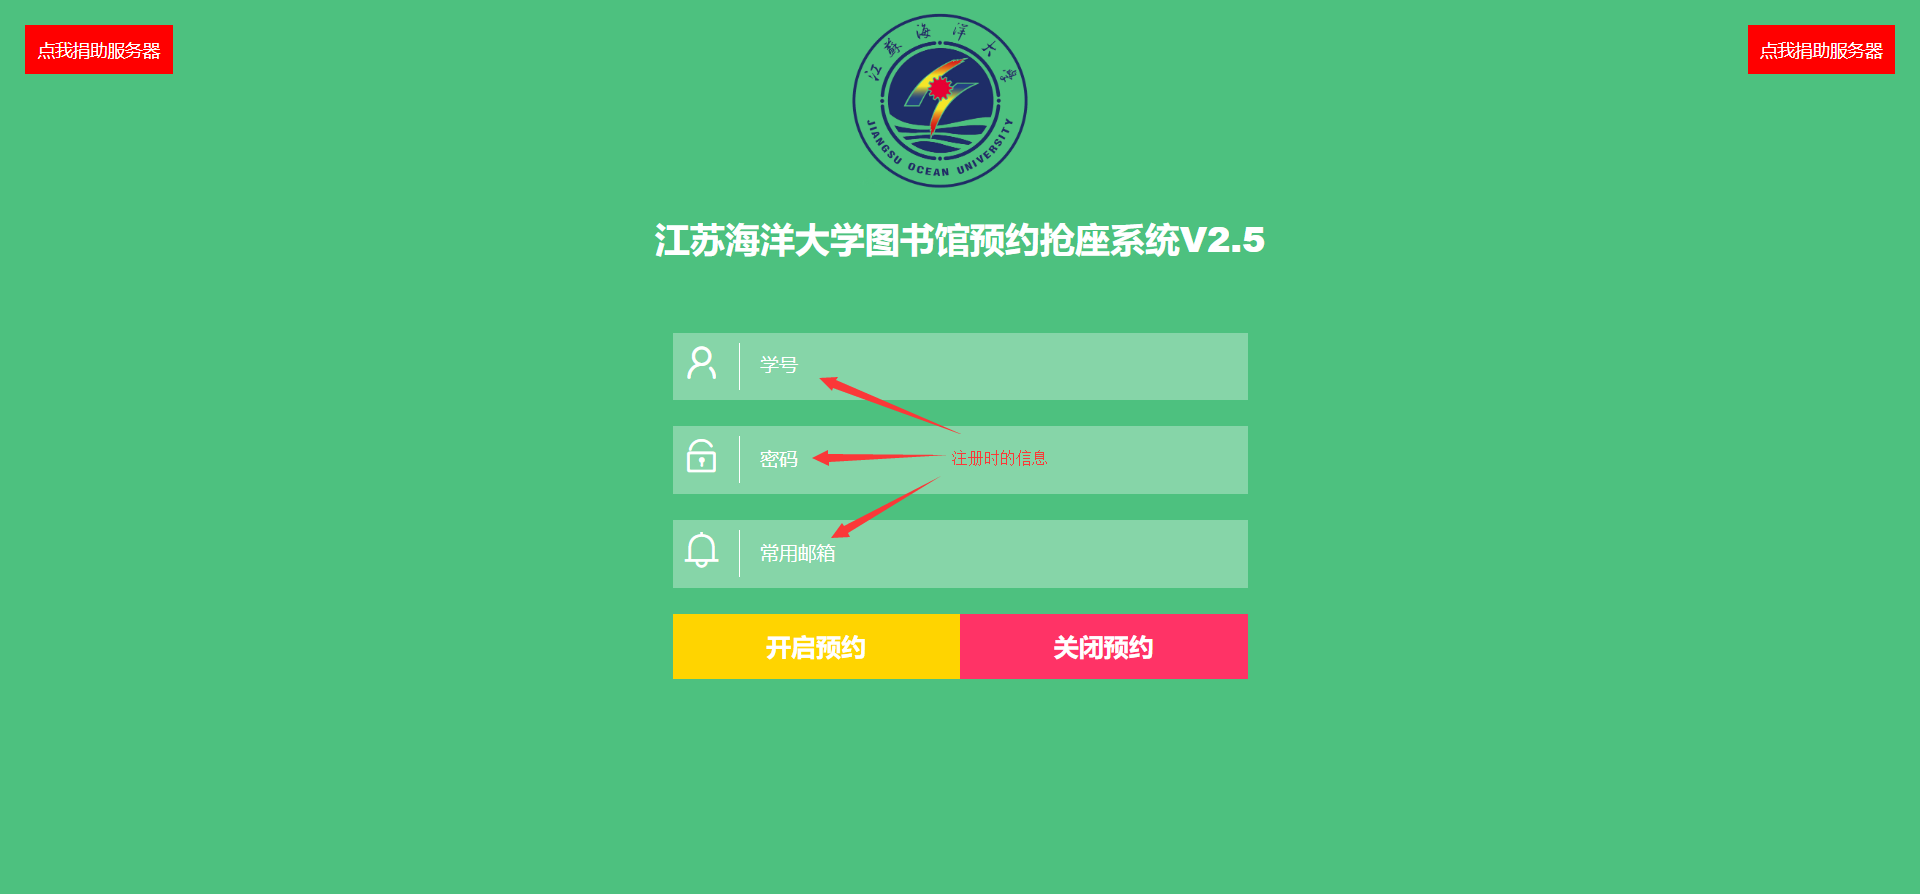 点我捐助服务器
点我捐助服务器
江蘇海洋大学
JIANGSU OCEAN UNIVERSITY
江苏海洋大学图书馆预约抢座系统V2.5
学号
密码
注册时的信息
常用邮箱
开启预约
关闭预约